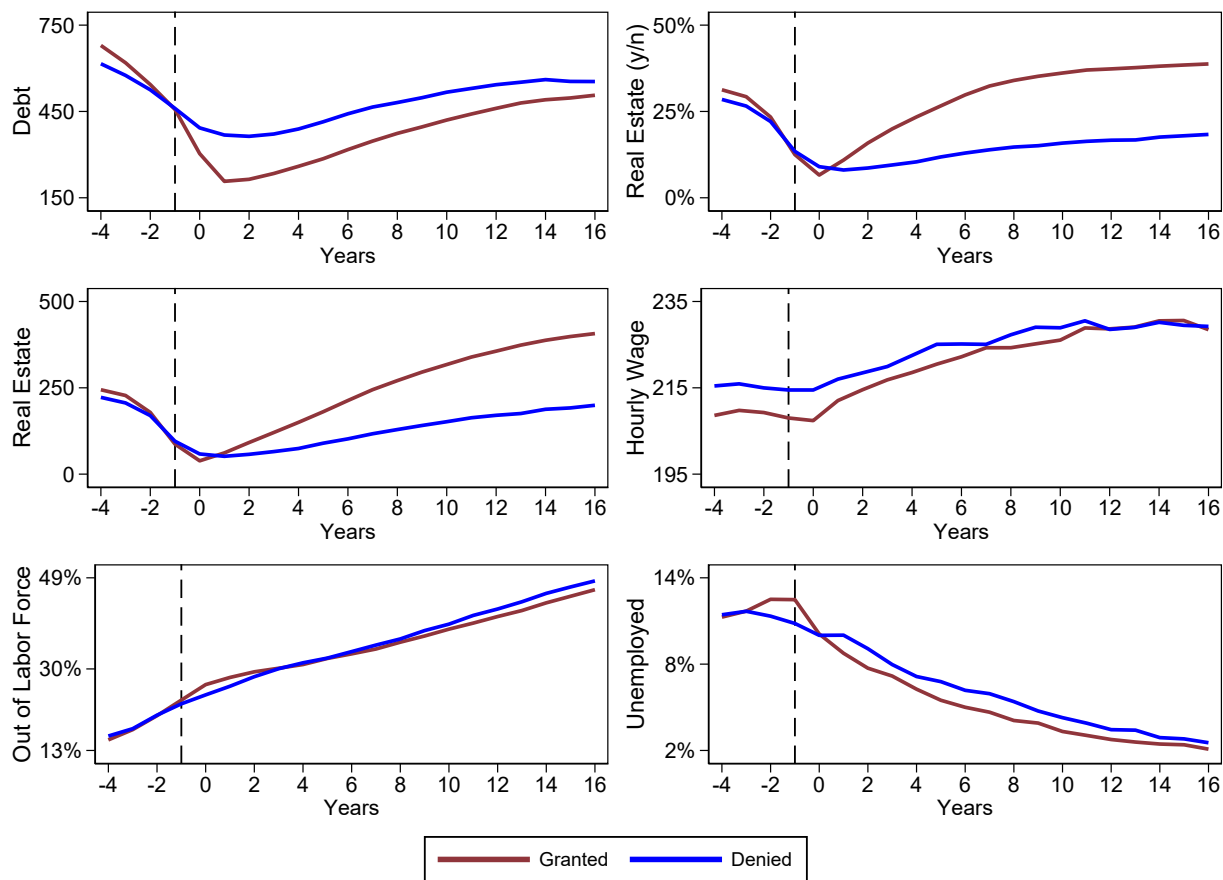 Debt
750
450
150
-4 -2 0 2 4 6 8 10 12 14 16
Years
Real Estate (y/n)
50%
25%
0%
-4 -2 0 2 4 6 8 10 12 14 16
Years
Real Estate
500
250
0
-4 -2 0 2 4 6 8 10 12 14 16
Years
Hourly Wage
235
215
195
-4 -2 0 2 4 6 8 10 12 14 16
Years
Out of Labor Force
49%
30%
13%
-4 -2 0 2 4 6 8 10 12 14 16
Years
Unemployed
14%
8%
2%
-4 -2 0 2 4 6 8 10 12 14 16
Years
Granted Denied